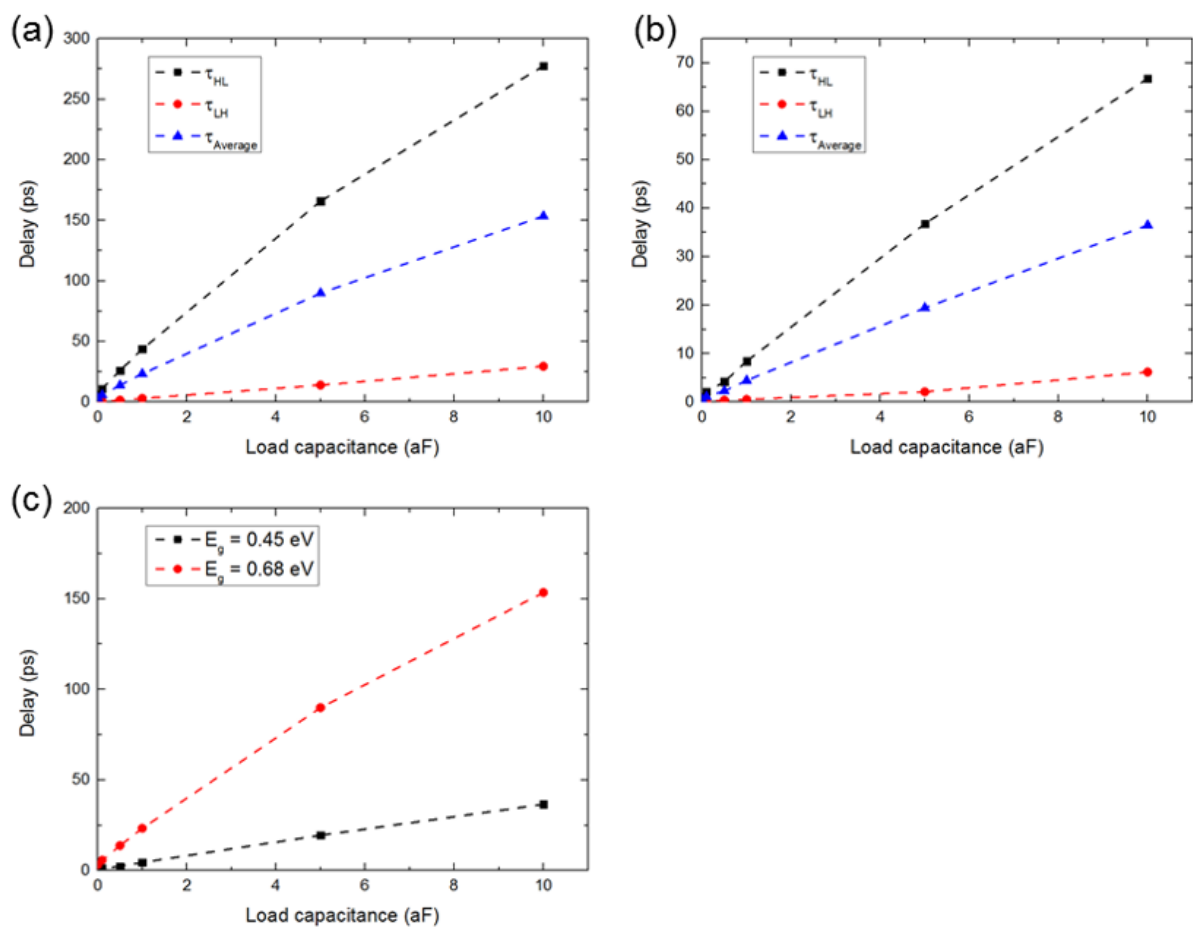 (a)
300
250
200
150
100
50
0
Delay (ps)
τHL
τLH
τAverage
0 2 4 6 8 10
Load capacitance (aF)
(b)
70
60
50
40
30
20
10
0
Delay (ps)
τHL
τLH
τAverage
0 2 4 6 8 10
Load capacitance (aF)
(c)
200
150
100
50
0
Delay (ps)
Eg = 0.45 eV
Eg = 0.68 eV
0 2 4 6 8 10
Load capacitance (aF)